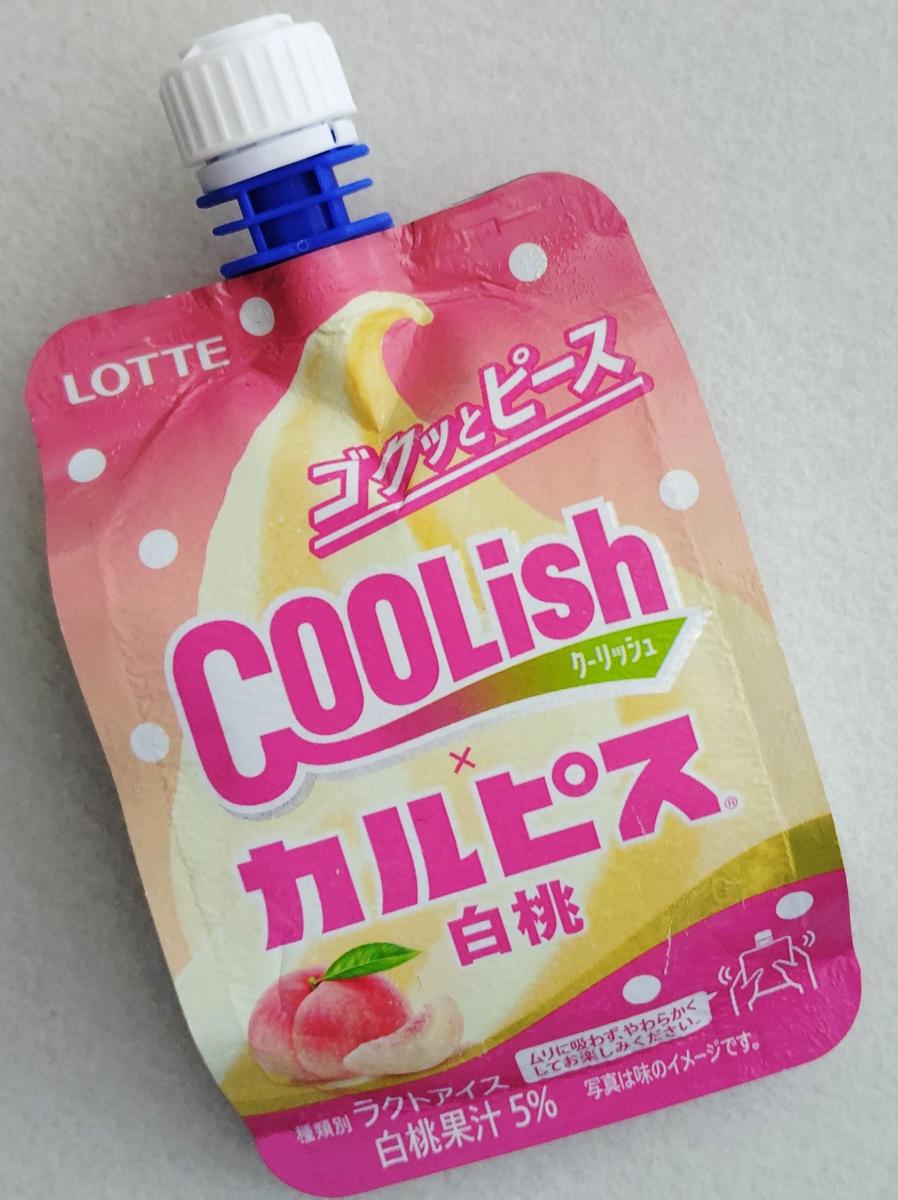 LOTTE
ゴクッとピース
COOLish
クーリッシュ
×
カルピス®
白桃
ムリに吸わず、やわらかく
してお楽しみください。
写真は味のイメージです。
種類別 ラクトアイス
白桃果汁 5%